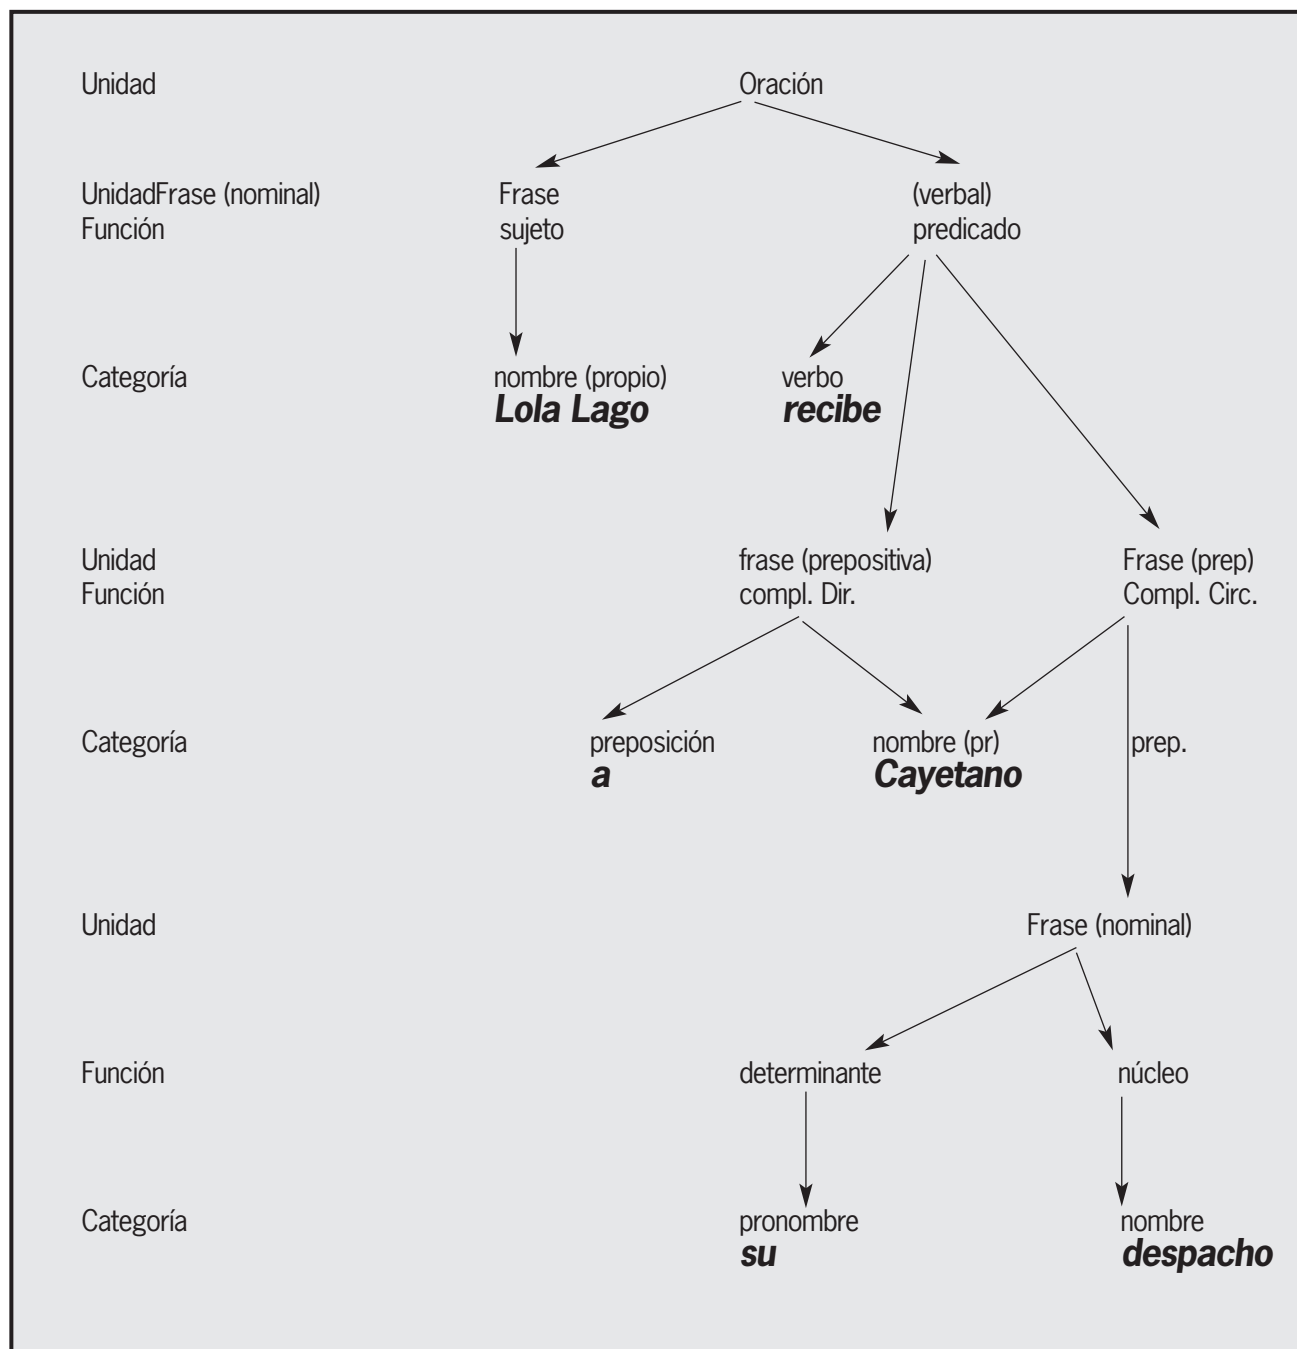 Unidad Oración
UnidadFrase (nominal) Frase (verbal)
Función sujeto predicado
Categoría nombre (propio) verbo
Lola Lago recibe
Unidad frase (prepositiva) Frase (prep)
Función compl. Dir. Compl. Circ.
Categoría preposición nombre (pr) prep.
a Cayetano
Unidad Frase (nominal)
Función determinante núcleo
Categoría pronombre nombre
su despacho